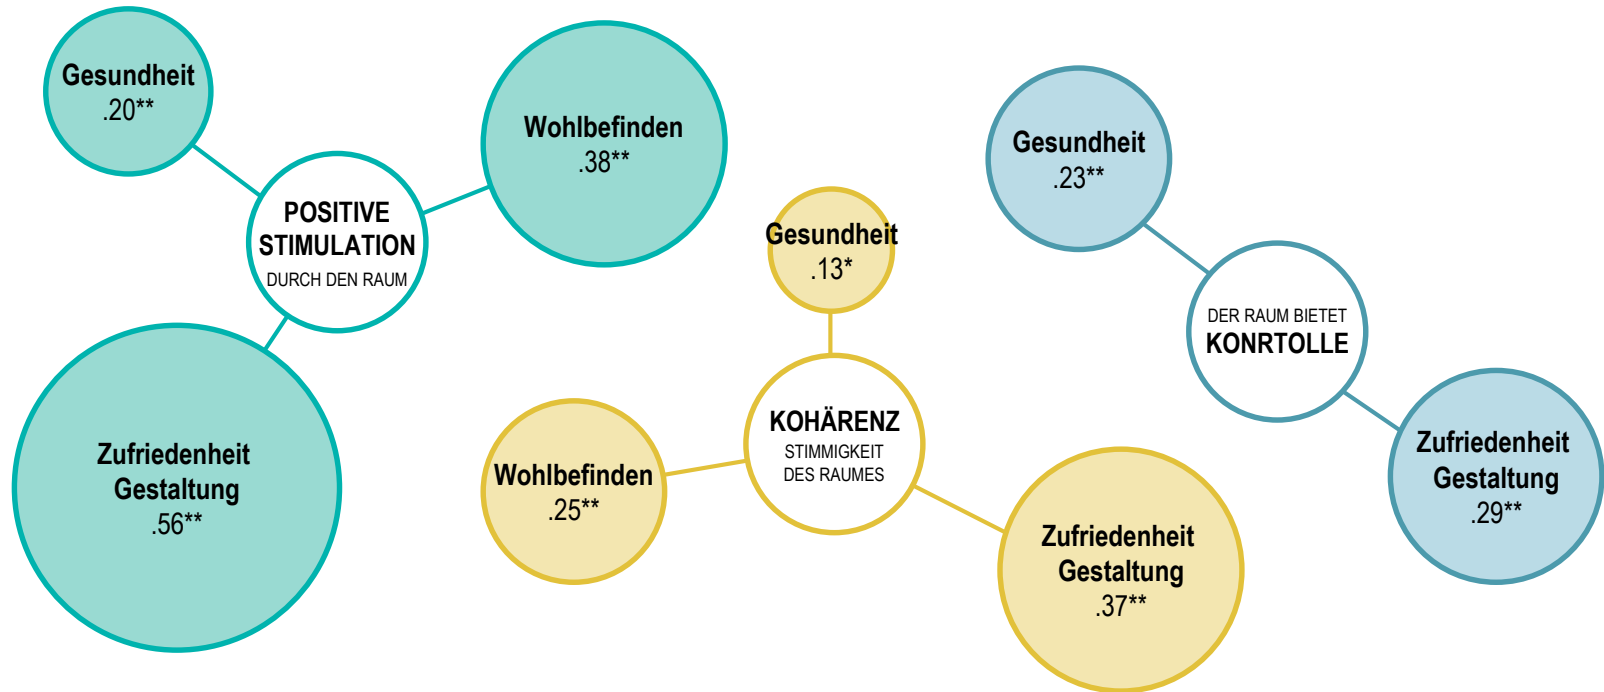 Gesundheit
.20**
POSITIVE
STIMULATION
DURCH DEN RAUM
Wohlbefinden
.38**
Zufriedenheit
Gestaltung
.56**
Gesundheit
.13*
KOHÄRENZ
STIMMIGKEIT
DES RAUMES
Wohlbefinden
.25**
Zufriedenheit
Gestaltung
.37**
Gesundheit
.23**
DER RAUM BIETET
KONRTOLLE
Zufriedenheit
Gestaltung
.29**